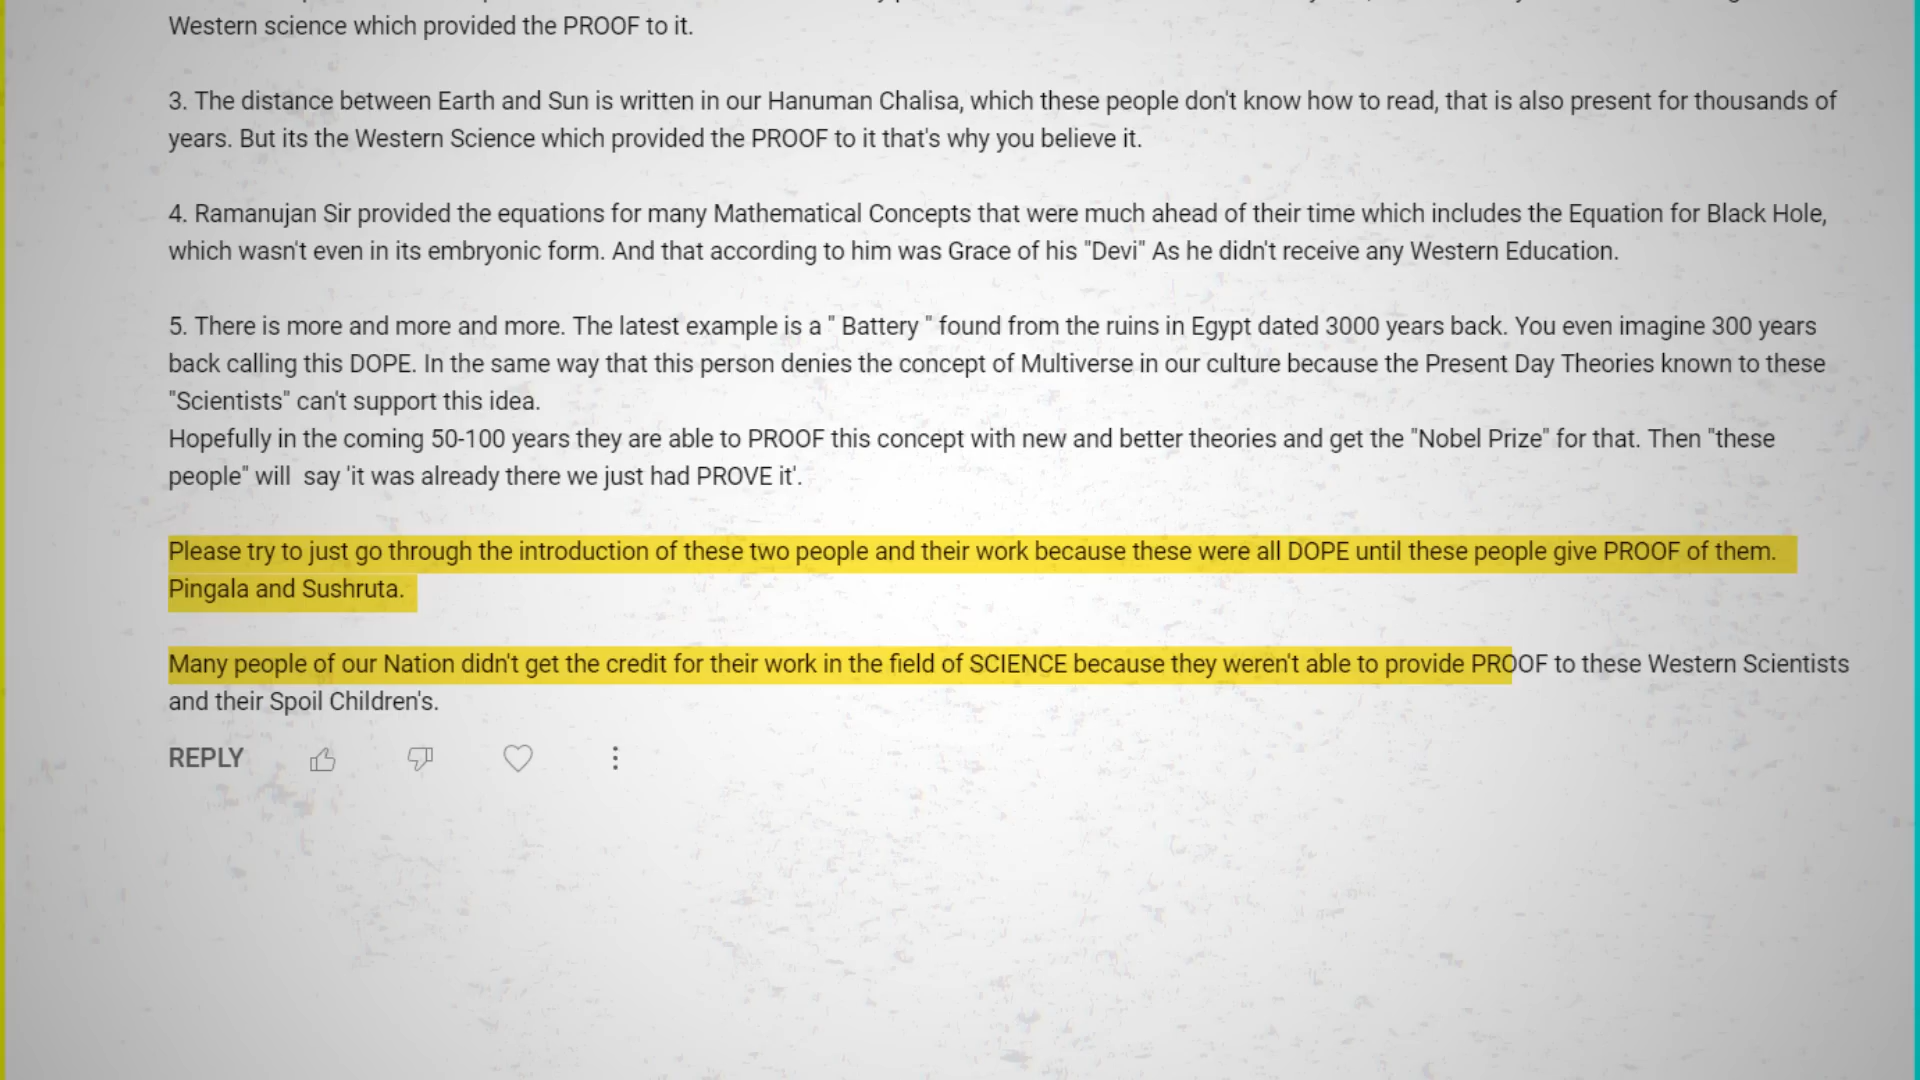 Western science which provided the PROOF to it.
3. The distance between Earth and Sun is written in our Hanuman Chalisa, which these people don't know how to read, that is also present for thousands of
years. But its the Western Science which provided the PROOF to it that's why you believe it.
4. Ramanujan Sir provided the equations for many Mathematical Concepts that were much ahead of their time which includes the Equation for Black Hole,
which wasn't even in its embryonic form. And that according to him was Grace of his "Devi" As he didn't receive any Western Education.
5. There is more and more and more. The latest example is a " Battery " found from the ruins in Egypt dated 3000 years back. You even imagine 300 years
back calling this DOPE. In the same way that this person denies the concept of Multiverse in our culture because the Present Day Theories known to these
"Scientists" can't support this idea.
Hopefully in the coming 50-100 years they are able to PROOF this concept with new and better theories and get the "Nobel Prize" for that. Then "these
people" will  say 'it was already there we just had PROVE it'.
Please try to just go through the introduction of these two people and their work because these were all DOPE until these people give PROOF of them.
Pingala and Sushruta.
Many people of our Nation didn't get the credit for their work in the field of SCIENCE because they weren't able to provide PROOF to these Western Scientists
and their Spoil Children's.
REPLY